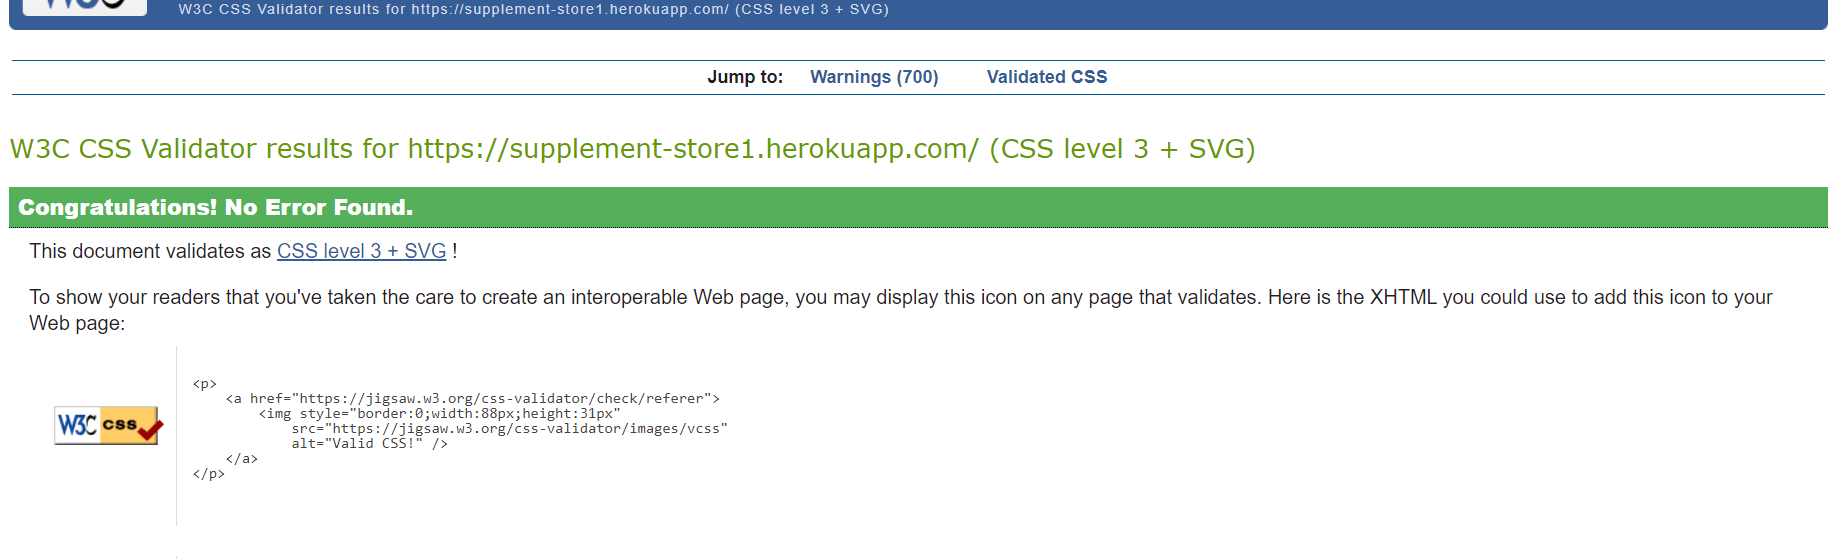 W3C CSS Validator results for https://supplement-store1.herokuapp.com/ (CSS level 3 + SVG)
Jump to: Warnings (700) Validated CSS
W3C CSS Validator results for https://supplement-store1.herokuapp.com/ (CSS level 3 + SVG)
Congratulations! No Error Found.
This document validates as CSS level 3 + SVG !
To show your readers that you've taken the care to create an interoperable Web page, you may display this icon on any page that validates. Here is the XHTML you could use to add this icon to your
Web page:
W3C css
<p>
    <a href="https://jigsaw.w3.org/css-validator/check/referer">
        <img style="border:0;width:88px;height:31px"
            src="https://jigsaw.w3.org/css-validator/images/vcss"
            alt="Valid CSS!" />
    </a>
</p>